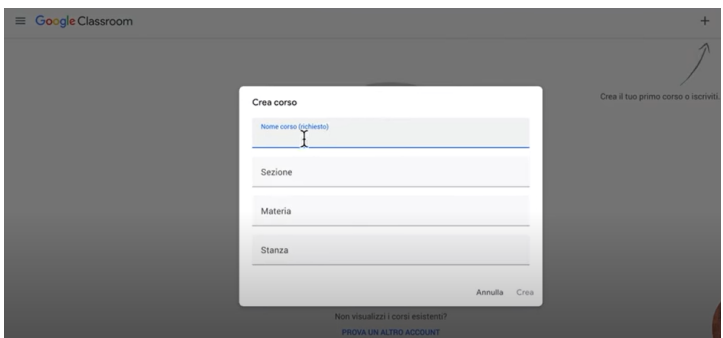 Google Classroom
+
Crea il tuo primo corso o iscriviti.
Crea corso
Nome corso (richiesto)
Sezione
Materia
Stanza
Annulla Crea
Non visualizzi i corsi esistenti?
PROVA UN ALTRO ACCOUNT